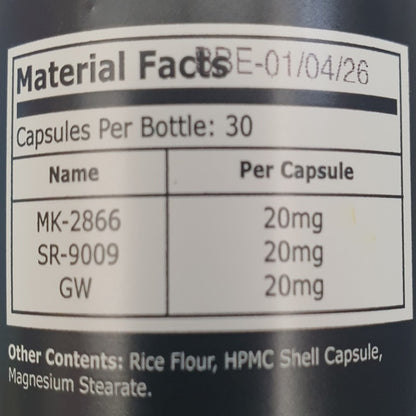 Material Facts BBE-01/04/26
Capsules Per Bottle: 30
Name Per Capsule
MK-2866 20mg
SR-9009 20mg
GW 20mg
Other Contents: Rice Flour, HPMC Shell Capsule,
Magnesium Stearate.